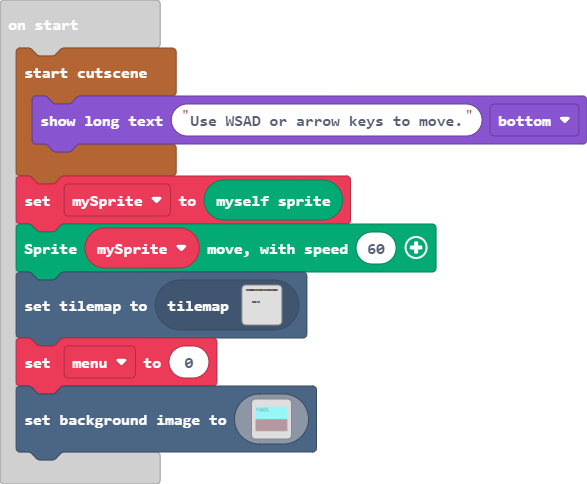 on start
start cutscene
show long text "Use WSAD or arrow keys to move." bottom
set mySprite to myself sprite
Sprite mySprite move, with speed 60
set tilemap to tilemap
set menu to 0
set background image to